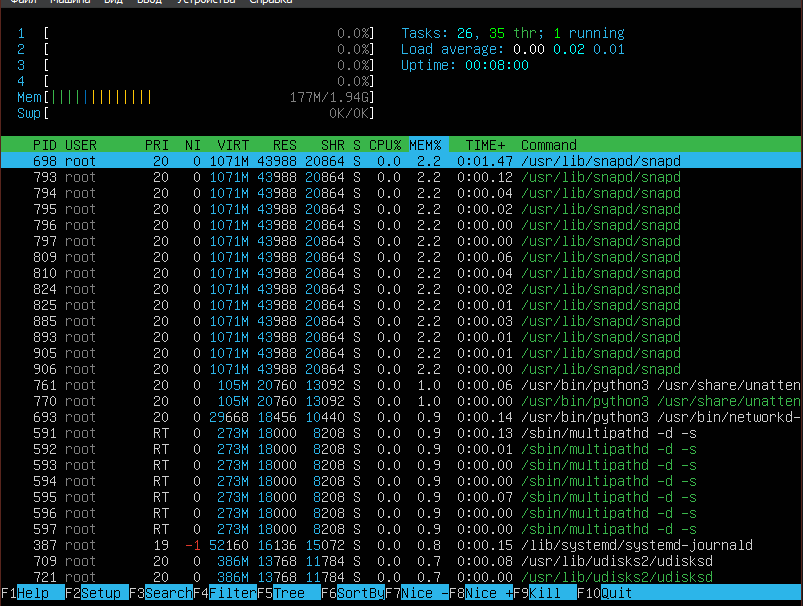 Файл Машина Вид Ввод Устройства Справка
1 [ 0.0%] Tasks: 26, 35 thr; 1 running
2 [ 0.0%] Load average: 0.00 0.02 0.01
3 [ 0.0%] Uptime: 00:08:00
4 [ 0.0%]
Mem[||||||||||||| 177M/1.94G]
Swp[ 0K/0K]
PID USER PRI NI VIRT RES SHR S CPU% MEM% TIME+ Command
698 root 20 0 1071M 43988 20864 S 0.0 2.2 0:01.47 /usr/lib/snapd/snapd
793 root 20 0 1071M 43988 20864 S 0.0 2.2 0:00.12 /usr/lib/snapd/snapd
794 root 20 0 1071M 43988 20864 S 0.0 2.2 0:00.04 /usr/lib/snapd/snapd
795 root 20 0 1071M 43988 20864 S 0.0 2.2 0:00.02 /usr/lib/snapd/snapd
796 root 20 0 1071M 43988 20864 S 0.0 2.2 0:00.00 /usr/lib/snapd/snapd
797 root 20 0 1071M 43988 20864 S 0.0 2.2 0:00.00 /usr/lib/snapd/snapd
809 root 20 0 1071M 43988 20864 S 0.0 2.2 0:00.06 /usr/lib/snapd/snapd
810 root 20 0 1071M 43988 20864 S 0.0 2.2 0:00.04 /usr/lib/snapd/snapd
824 root 20 0 1071M 43988 20864 S 0.0 2.2 0:00.02 /usr/lib/snapd/snapd
825 root 20 0 1071M 43988 20864 S 0.0 2.2 0:00.01 /usr/lib/snapd/snapd
885 root 20 0 1071M 43988 20864 S 0.0 2.2 0:00.03 /usr/lib/snapd/snapd
893 root 20 0 1071M 43988 20864 S 0.0 2.2 0:00.01 /usr/lib/snapd/snapd
905 root 20 0 1071M 43988 20864 S 0.0 2.2 0:00.01 /usr/lib/snapd/snapd
906 root 20 0 1071M 43988 20864 S 0.0 2.2 0:00.00 /usr/lib/snapd/snapd
761 root 20 0 105M 20760 13092 S 0.0 1.0 0:00.06 /usr/bin/python3 /usr/share/unatten
770 root 20 0 105M 20760 13092 S 0.0 1.0 0:00.00 /usr/bin/python3 /usr/share/unatten
693 root 20 0 29668 18456 10440 S 0.0 0.9 0:00.14 /usr/bin/python3 /usr/bin/networkd-
591 root RT 0 273M 18000 8208 S 0.0 0.9 0:00.13 /sbin/multipathd -d -s
592 root RT 0 273M 18000 8208 S 0.0 0.9 0:00.01 /sbin/multipathd -d -s
593 root RT 0 273M 18000 8208 S 0.0 0.9 0:00.00 /sbin/multipathd -d -s
594 root RT 0 273M 18000 8208 S 0.0 0.9 0:00.00 /sbin/multipathd -d -s
595 root RT 0 273M 18000 8208 S 0.0 0.9 0:00.07 /sbin/multipathd -d -s
596 root RT 0 273M 18000 8208 S 0.0 0.9 0:00.00 /sbin/multipathd -d -s
597 root RT 0 273M 18000 8208 S 0.0 0.9 0:00.00 /sbin/multipathd -d -s
387 root 19 -1 52160 16136 15072 S 0.0 0.8 0:00.15 /lib/systemd/systemd-journald
709 root 20 0 386M 13768 11784 S 0.0 0.7 0:00.08 /usr/lib/udisks2/udisksd
721 root 20 0 386M 13768 11784 S 0.0 0.7 0:00.00 /usr/lib/udisks2/udisksd
F1Help F2Setup F3SearchF4FilterF5Tree F6SortByF7Nice -F8Nice +F9Kill F10Quit